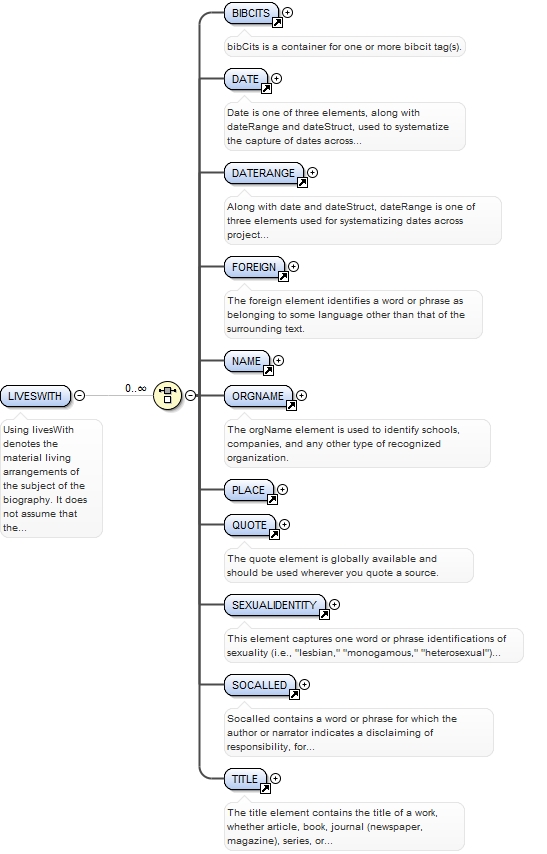 BIBCITS
bibCits is a container for one or more bibcit tag(s).
DATE
Date is one of three elements, along with
dateRange and dateStruct, used to systematize
the capture of dates across...
DATERANGE
Along with date and dateStruct, dateRange is one of
three elements used for systematizing dates across
project...
FOREIGN
The foreign element identifies a word or phrase as
belonging to some language other than that of the
surrounding text.
NAME
LIVESWITH
0..∞
Using livesWith
denotes the
material living
arrangements of
the subject of the
biography. It does
not assume that
the...
ORGNAME
The orgName element is used to identify schools,
companies, and any other type of recognized
organization.
PLACE
QUOTE
The quote element is globally available and
should be used wherever you quote a source.
SEXUALIDENTITY
This element captures one word or phrase identifications of
sexuality (i.e., "lesbian," "monogamous," "heterosexual")...
SOCALLED
Socalled contains a word or phrase for which the
author or narrator indicates a disclaiming of
responsibility, for...
TITLE
The title element contains the title of a work,
whether article, book, journal (newspaper,
magazine), series, or...